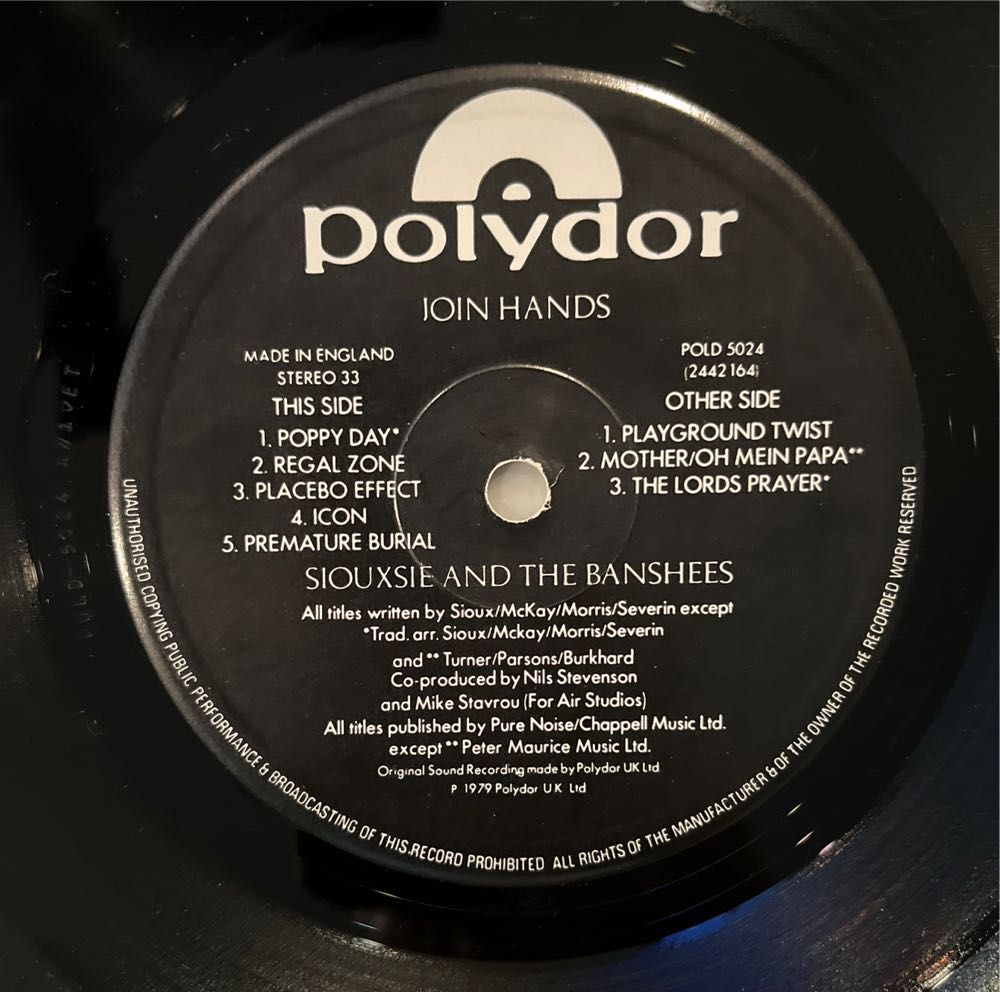 polydor
JOIN HANDS
MADE IN ENGLAND
STEREO 33
THIS SIDE
1. POPPY DAY*
2. REGAL ZONE
3. PLACEBO EFFECT
4. ICON
5. PREMATURE BURIAL
POLD 5024
(2442 164)
OTHER SIDE
1. PLAYGROUND TWIST
2. MOTHER/OH MEIN PAPA**
3. THE LORDS PRAYER*
SIOUXSIE AND THE BANSHEES
All titles written by Sioux/McKay/Morris/Severin except
*Trad. arr. Sioux/Mckay/Morris/Severin
and ** Turner/Parsons/Burkhard
Co-produced by Nils Stevenson
and Mike Stavrou (For Air Studios)
All titles published by Pure Noise/Chappell Music Ltd.
except ** Peter Maurice Music Ltd.
Original Sound Recording made by Polydor UK Ltd
P 1979 Polydor UK Ltd
UNAUTHORISED COPYING PUBLIC PERFORMANCE & BROADCASTING OF THIS RECORD PROHIBITED ALL RIGHTS OF THE MANUFACTURER & OF THE OWNER OF THE RECORDED WORK RESERVED